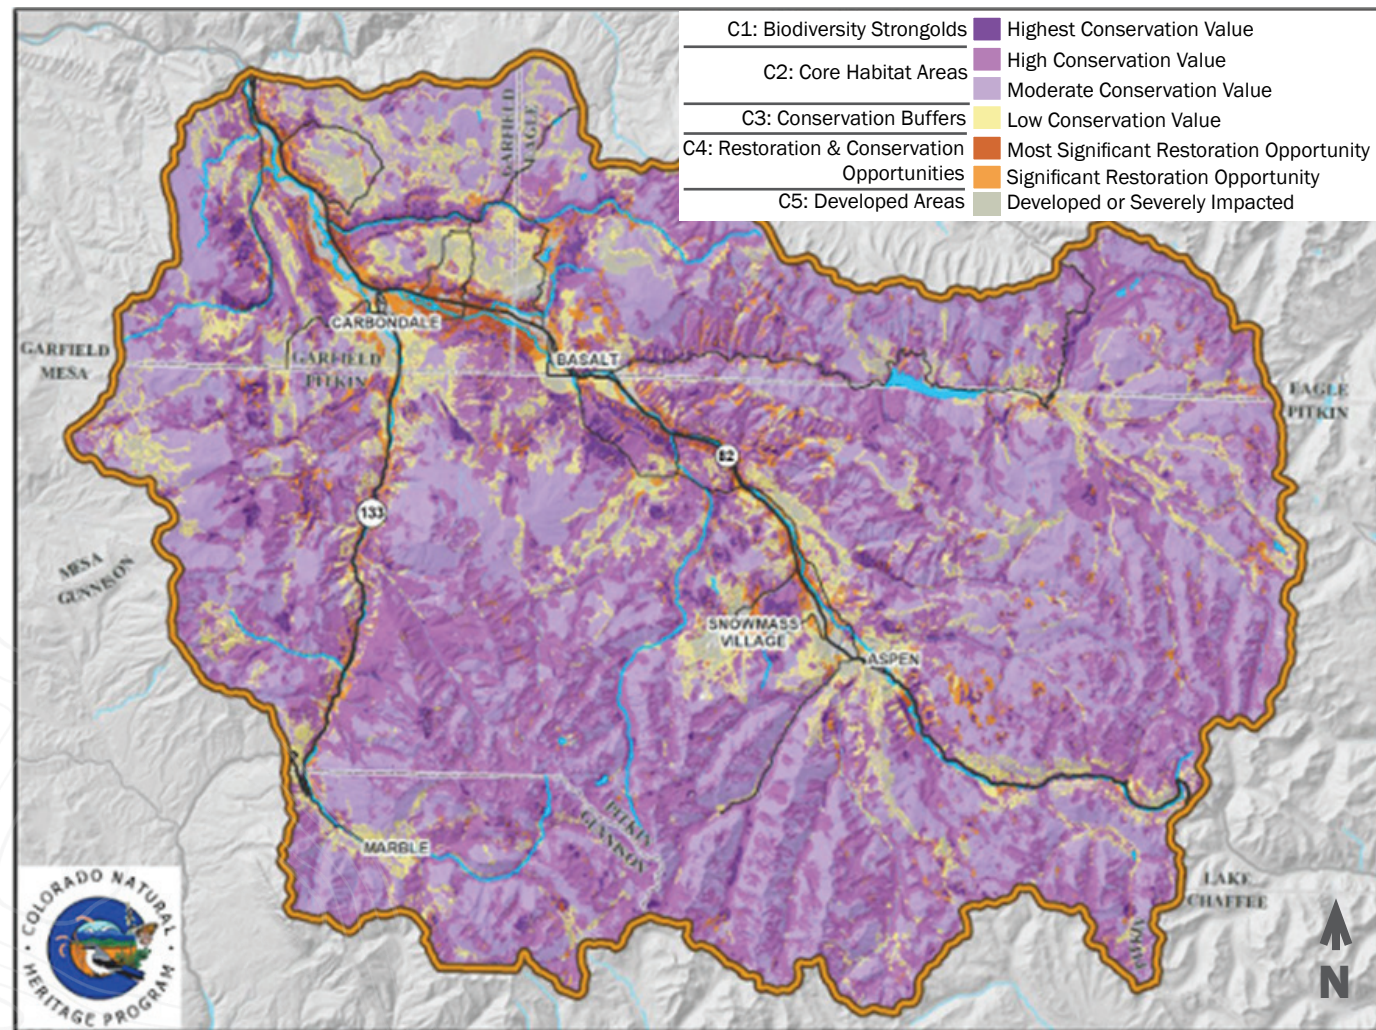 C1: Biodiversity Strongolds
Highest Conservation Value
C2: Core Habitat Areas
High Conservation Value
Moderate Conservation Value
C3: Conservation Buffers
Low Conservation Value
C4: Restoration & Conservation
Opportunities
Most Significant Restoration Opportunity
Significant Restoration Opportunity
C5: Developed Areas
Developed or Severely Impacted
GARFIELD
EAGLE
CARBONDALE
GARFIELD
MESA
GARFIELD
PITKIN
BASALT
EAGLE
PITKIN
82
133
MESA
GUNNISON
SNOWMASS
VILLAGE
ASPEN
PITKIN
GUNNISON
MARBLE
LAKE
CHAFFEE
N
COLORADO NATURAL
HERITAGE PROGRAM